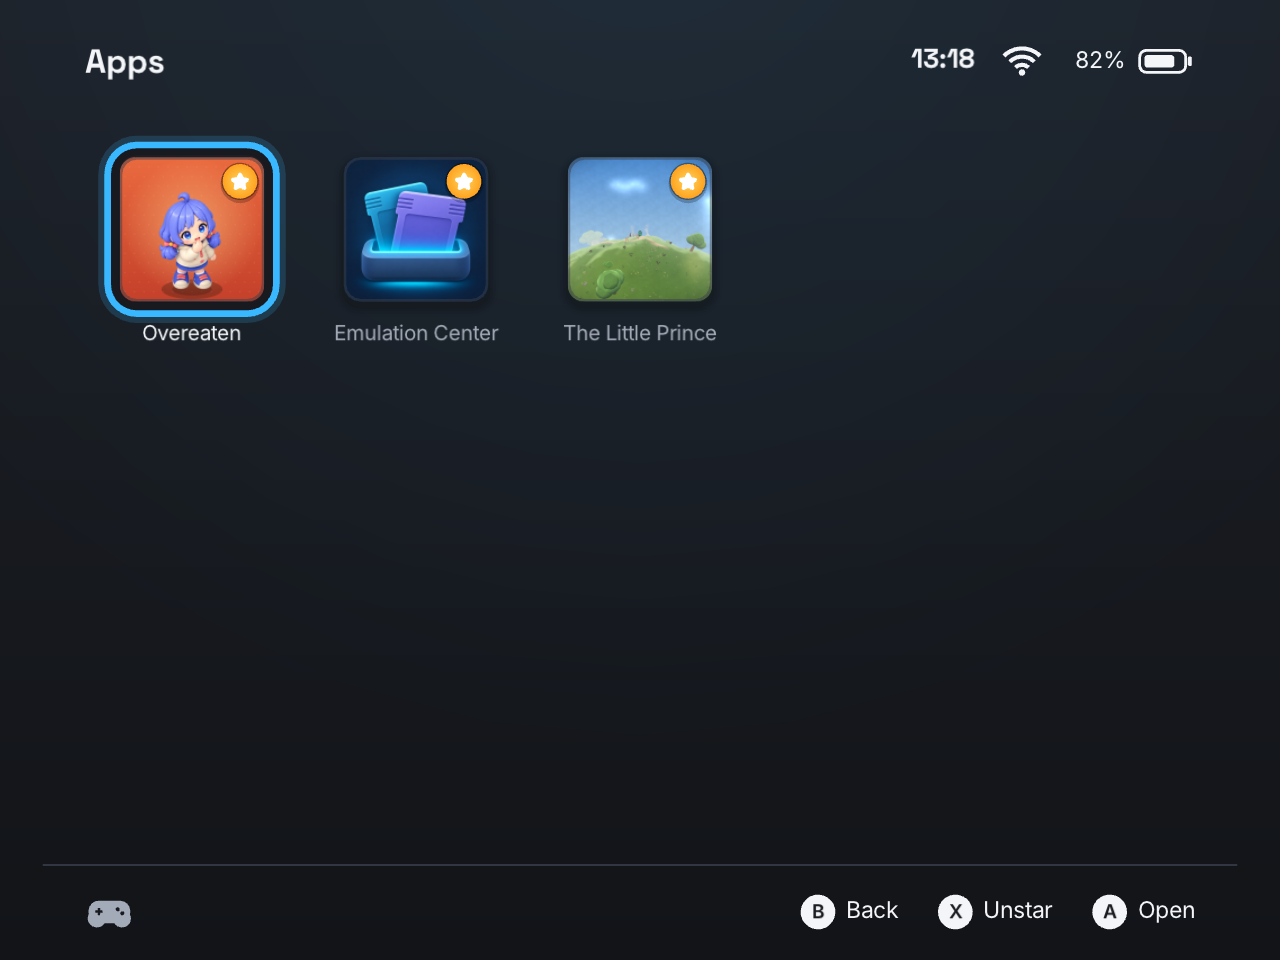 Apps
13:18
82%
Overeaten
Emulation Center
The Little Prince
B Back
X Unstar
A Open